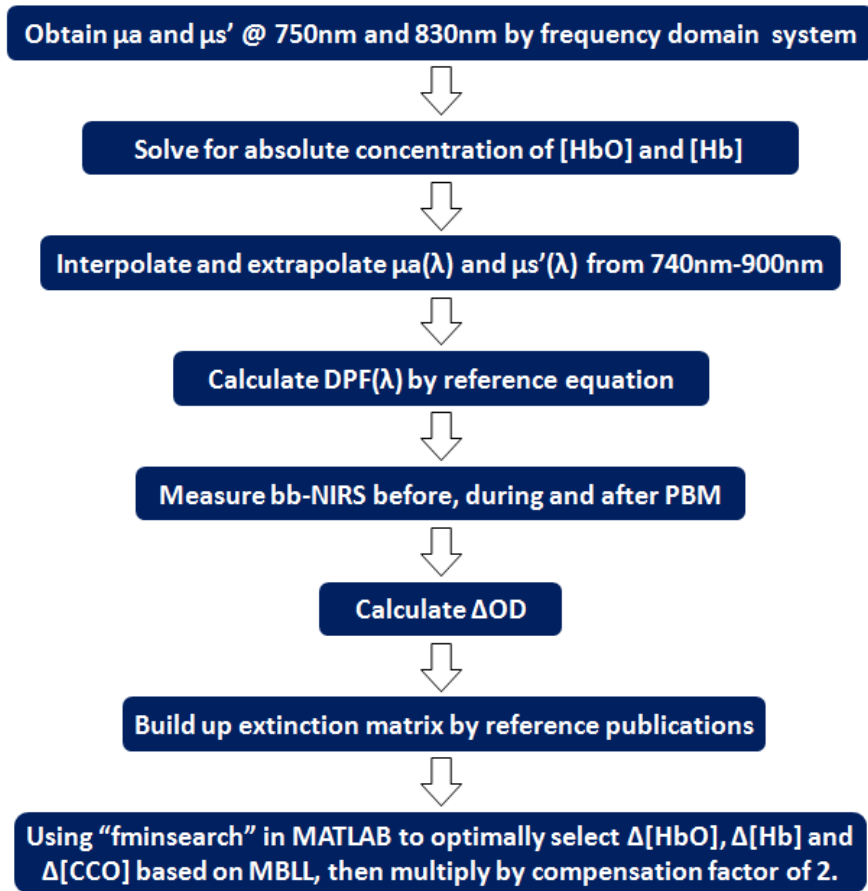 Obtain μa and μs’ @ 750nm and 830nm by frequency domain system
Solve for absolute concentration of [HbO] and [Hb]
Interpolate and extrapolate μa(λ) and μs’(λ) from 740nm-900nm
Calculate DPF(λ) by reference equation
Measure bb-NIRS before, during and after PBM
Calculate ΔOD
Build up extinction matrix by reference publications
Using “fminsearch” in MATLAB to optimally select Δ[HbO], Δ[Hb] and
Δ[CCO] based on MBLL, then multiply by compensation factor of 2.